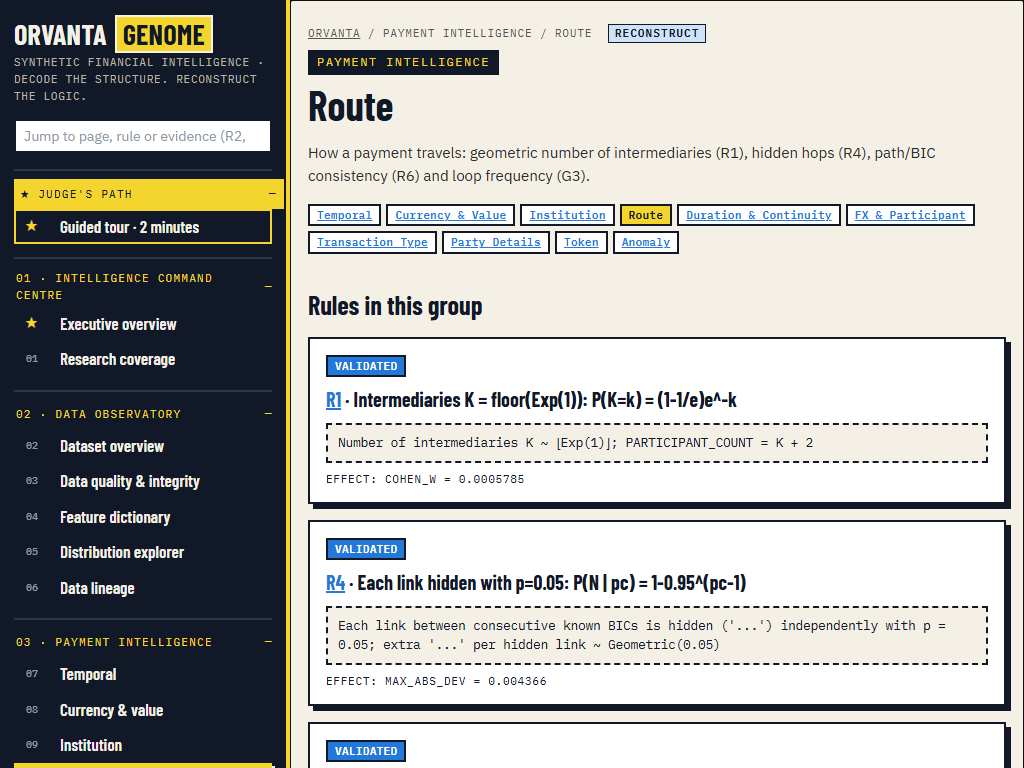 ORVANTA GENOME
SYNTHETIC FINANCIAL INTELLIGENCE ·
DECODE THE STRUCTURE. RECONSTRUCT
THE LOGIC.
Jump to page, rule or evidence (R2,
★ JUDGE'S PATH –
★ Guided tour · 2 minutes
01 · INTELLIGENCE COMMAND
CENTRE –
★ Executive overview
01 Research coverage
02 · DATA OBSERVATORY –
02 Dataset overview
03 Data quality & integrity
04 Feature dictionary
05 Distribution explorer
06 Data lineage
03 · PAYMENT INTELLIGENCE –
07 Temporal
08 Currency & value
09 Institution
ORVANTA / PAYMENT INTELLIGENCE / ROUTE RECONSTRUCT
PAYMENT INTELLIGENCE
Route
How a payment travels: geometric number of intermediaries (R1), hidden hops (R4), path/BIC
consistency (R6) and loop frequency (G3).
Temporal Currency & Value Institution Route Duration & Continuity FX & Participant
Transaction Type Party Details Token Anomaly
Rules in this group
VALIDATED
R1 · Intermediaries K = floor(Exp(1)): P(K=k) = (1-1/e)e^-k
Number of intermediaries K ~ ⌊Exp(1)⌋; PARTICIPANT_COUNT = K + 2
EFFECT: COHEN_W = 0.0005785
VALIDATED
R4 · Each link hidden with p=0.05: P(N | pc) = 1-0.95^(pc-1)
Each link between consecutive known BICs is hidden ('...') independently with p =
0.05; extra '...' per hidden link ~ Geometric(0.05)
EFFECT: MAX_ABS_DEV = 0.004366
VALIDATED